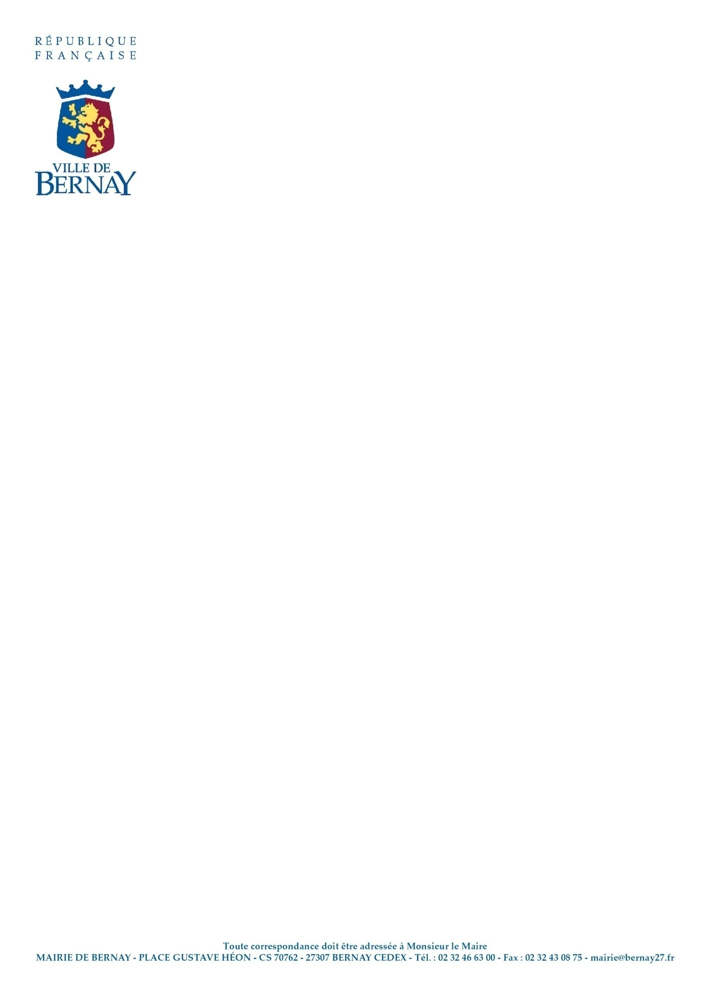 RÉPUBLIQUE
FRANÇAISE
VILLE DE
BERNAY
Toute correspondance doit être adressée à Monsieur le Maire
MAIRIE DE BERNAY - PLACE GUSTAVE HÉON - CS 70762 - 27307 BERNAY CEDEX - Tél. : 02 32 46 63 00 - Fax : 02 32 43 08 75 - mairie@bernay27.fr